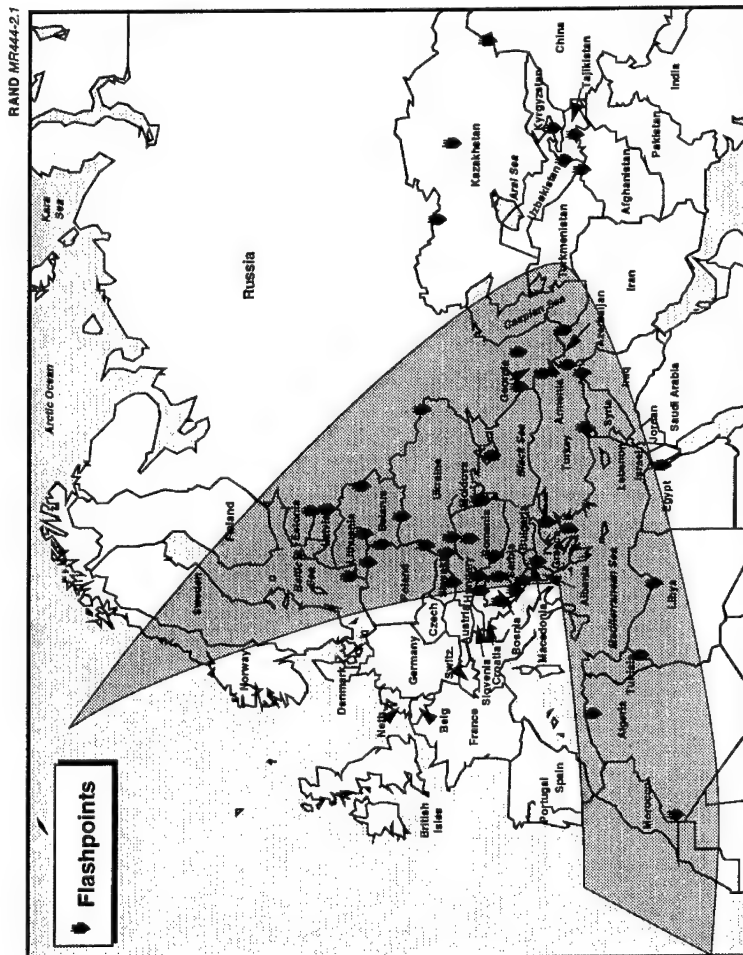 RAND MR444-2.1
Flashpoints
Arctic Ocean
Kara
Sea
Russia
Norway
Sweden
Finland
Estonia
Latvia
Lithuania
Baltic
Sea
Denmark
British
Isles
Neth
Belg
Germany
Poland
Belarus
Ukraine
Kazakhstan
China
France
Switz.
Czech
Austria
Hungary
Moldova
Romania
Slovenia
Croatia
Bosnia
Macedonia
Albania
Bulgaria
Black Sea
Georgia
Armenia
Azerbaijan
Caspian Sea
Aral Sea
Uzbekistan
Kyrgyzstan
Tajikistan
Turkmenistan
Afghanistan
Pakistan
India
Iran
Iraq
Turkey
Syria
Lebanon
Israel
Jordan
Saudi Arabia
Egypt
Libya
Mediterranean Sea
Tunisia
Algeria
Morocco
Portugal
Spain